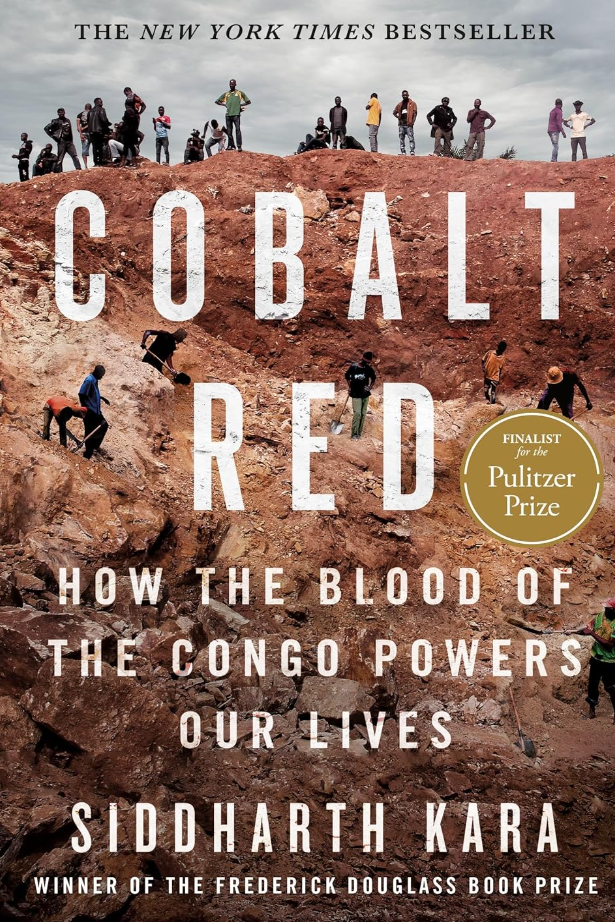 THE NEW YORK TIMES BESTSELLER
COBALT
RED
FINALIST
for the
Pulitzer
Prize
HOW THE BLOOD OF
THE CONGO POWERS
OUR LIVES
SIDDHARTH KARA
WINNER OF THE FREDERICK DOUGLASS BOOK PRIZE